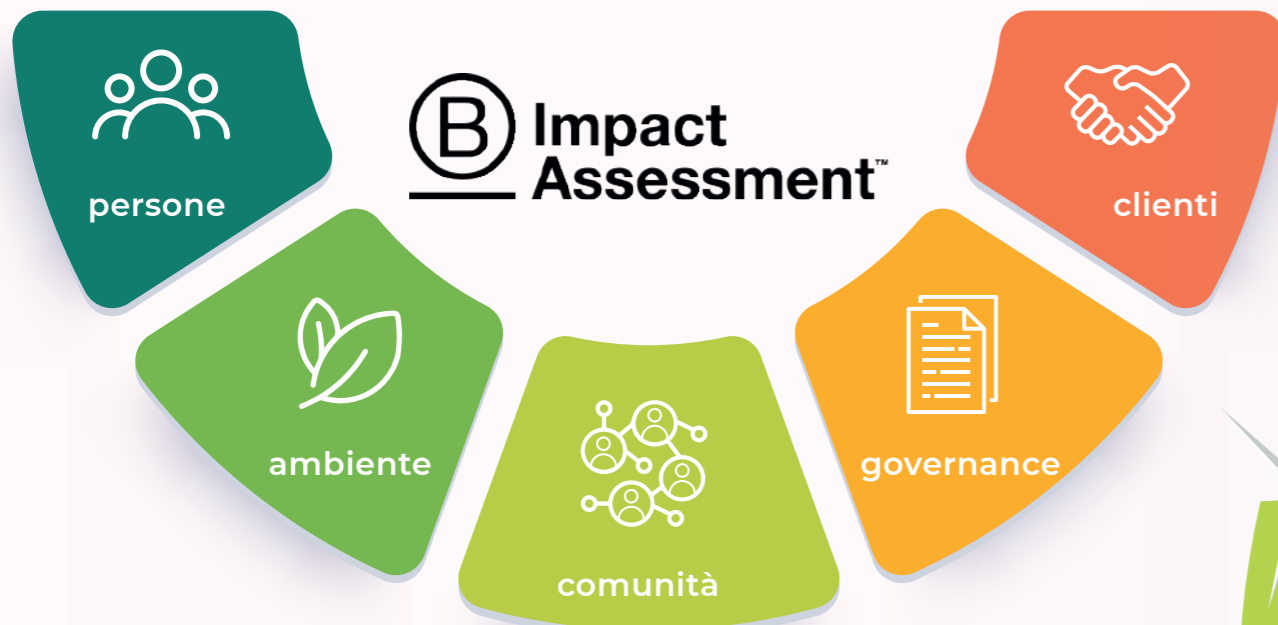 B Impact
Assessment™
persone
clienti
ambiente
governance
comunità